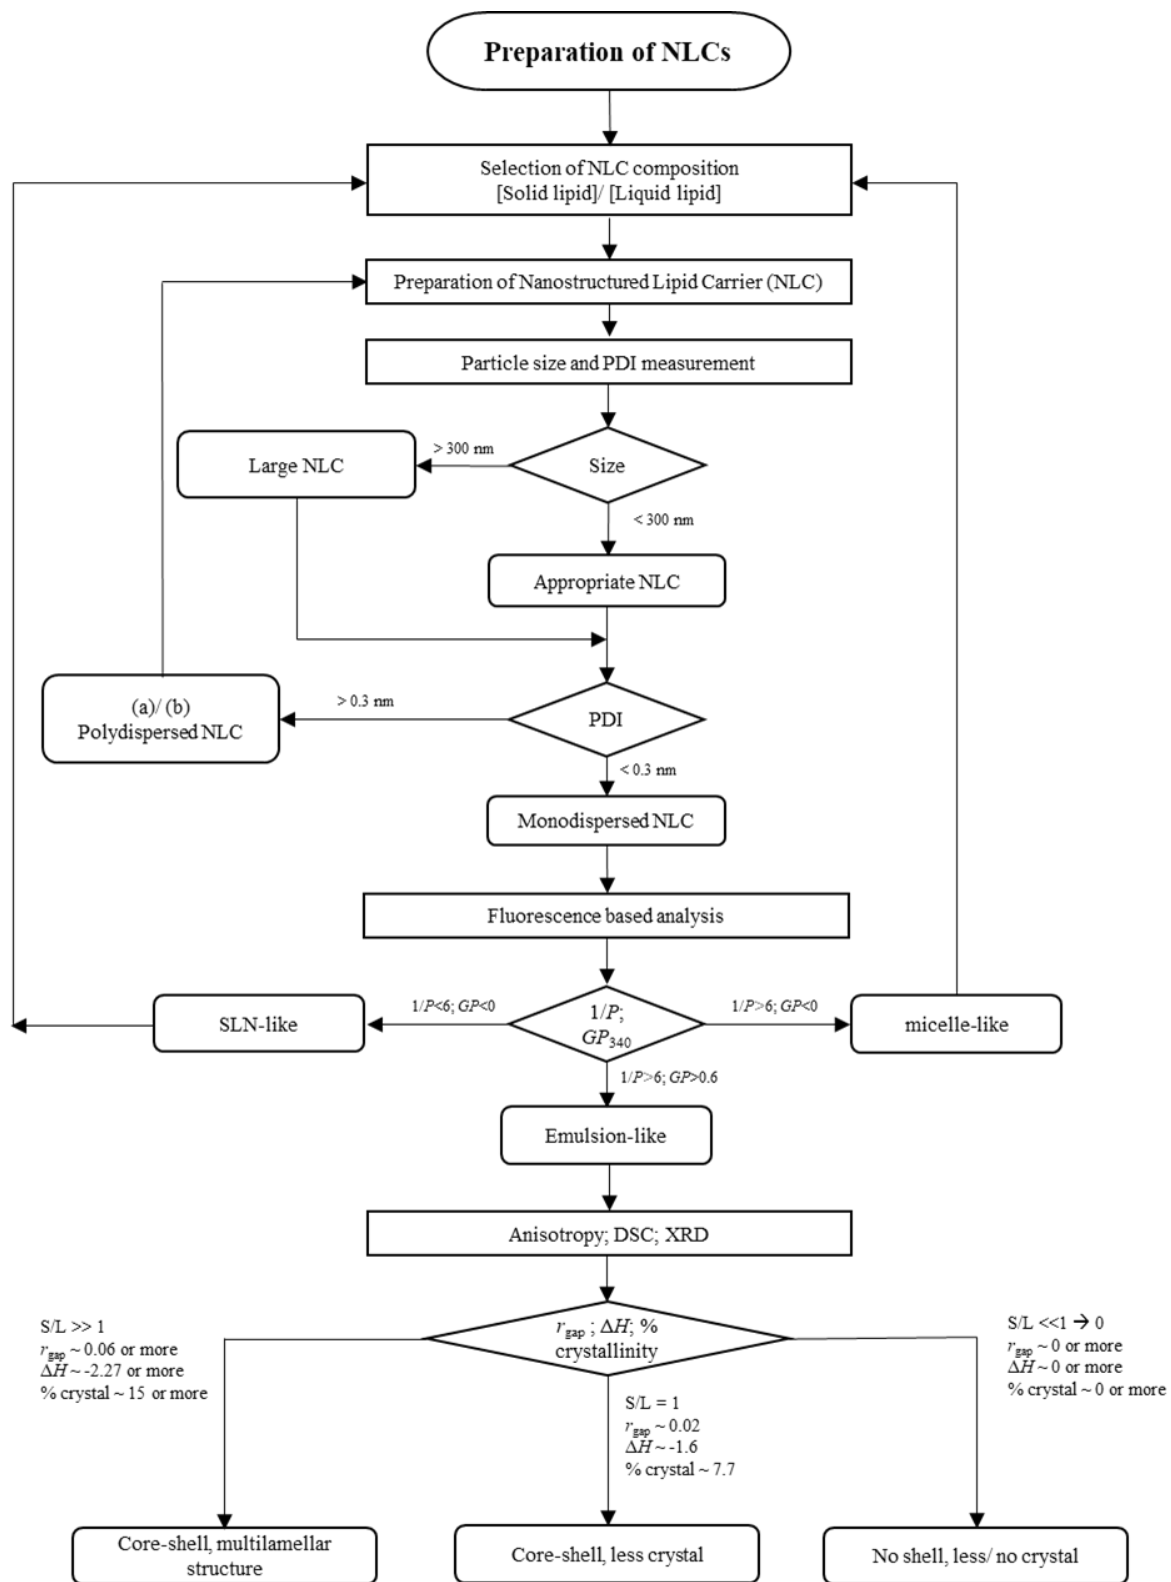 Preparation of NLCs
Selection of NLC composition
[Solid lipid]/ [Liquid lipid]
Preparation of Nanostructured Lipid Carrier (NLC)
Particle size and PDI measurement
Large NLC
> 300 nm
Size
< 300 nm
Appropriate NLC
(a)/ (b)
Polydispersed NLC
> 0.3 nm
PDI
< 0.3 nm
Monodispersed NLC
Fluorescence based analysis
SLN-like
1/P<6; GP<0
1/P;
GP340
1/P>6; GP<0
micelle-like
1/P>6; GP>0.6
Emulsion-like
Anisotropy; DSC; XRD
S/L >> 1
rgap ~ 0.06 or more
ΔH ~ -2.27 or more
% crystal ~ 15 or more
rgap ; ΔH; %
crystallinity
S/L <<1 → 0
rgap ~ 0 or more
ΔH ~ 0 or more
% crystal ~ 0 or more
S/L = 1
rgap ~ 0.02
ΔH ~ -1.6
% crystal ~ 7.7
Core-shell, multilamellar
structure
Core-shell, less crystal
No shell, less/ no crystal